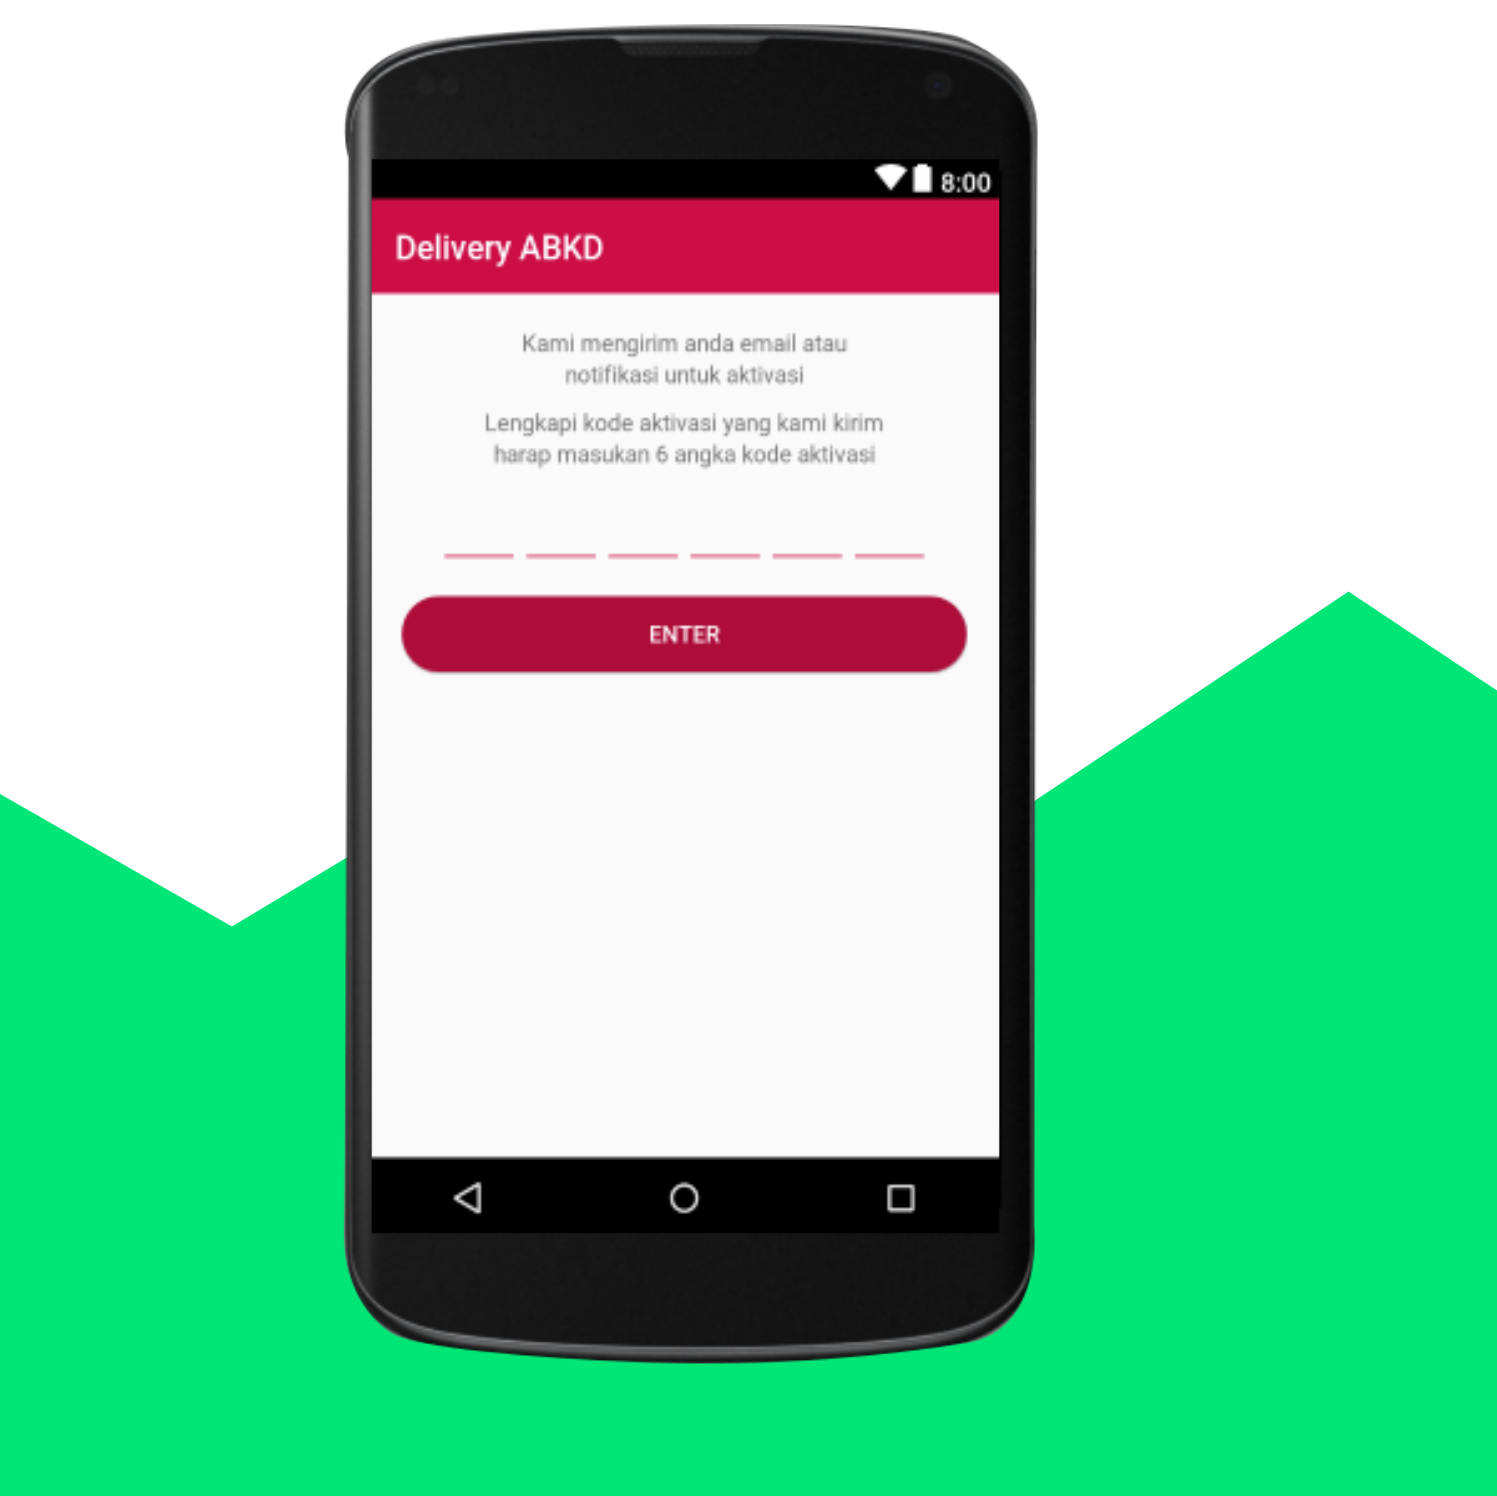 8:00
Delivery ABKD
Kami mengirim anda email atau
notifikasi untuk aktivasi
Lengkapi kode aktivasi yang kami kirim
harap masukan 6 angka kode aktivasi
ENTER